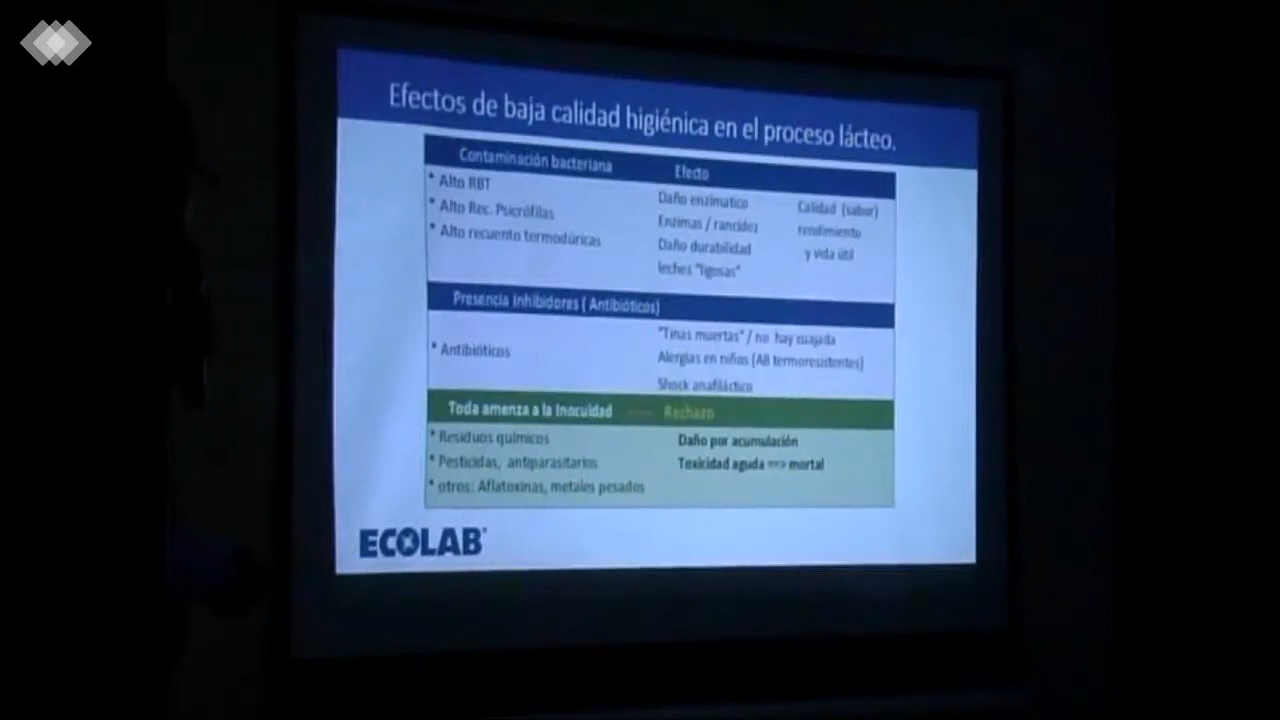 Efectos de baja calidad higiénica en el proceso lácteo.
Contaminación bacteriana Efecto
* Alto RBT Daño enzimatico Calidad (sabor)
* Alto Rec. Psicrófilas Enzimas / rancidez rendimiento
* Alto recuento termodúricas Daño durabilidad y vida útil
leches "ligosas"
Presencia Inhibidores ( Antibióticos)
"Tinas muertas" / no hay cuajada
* Antibióticos Alergias en niños (AB termoresistentes)
Shock anafiláctico
Toda amenza a la Inocuidad Rechazo
* Residuos químicos Daño por acumulación
* Pesticidas, antiparasitarios Toxicidad aguda ==> mortal
* otros: Aflatoxinas, metales pesados
ECOLAB